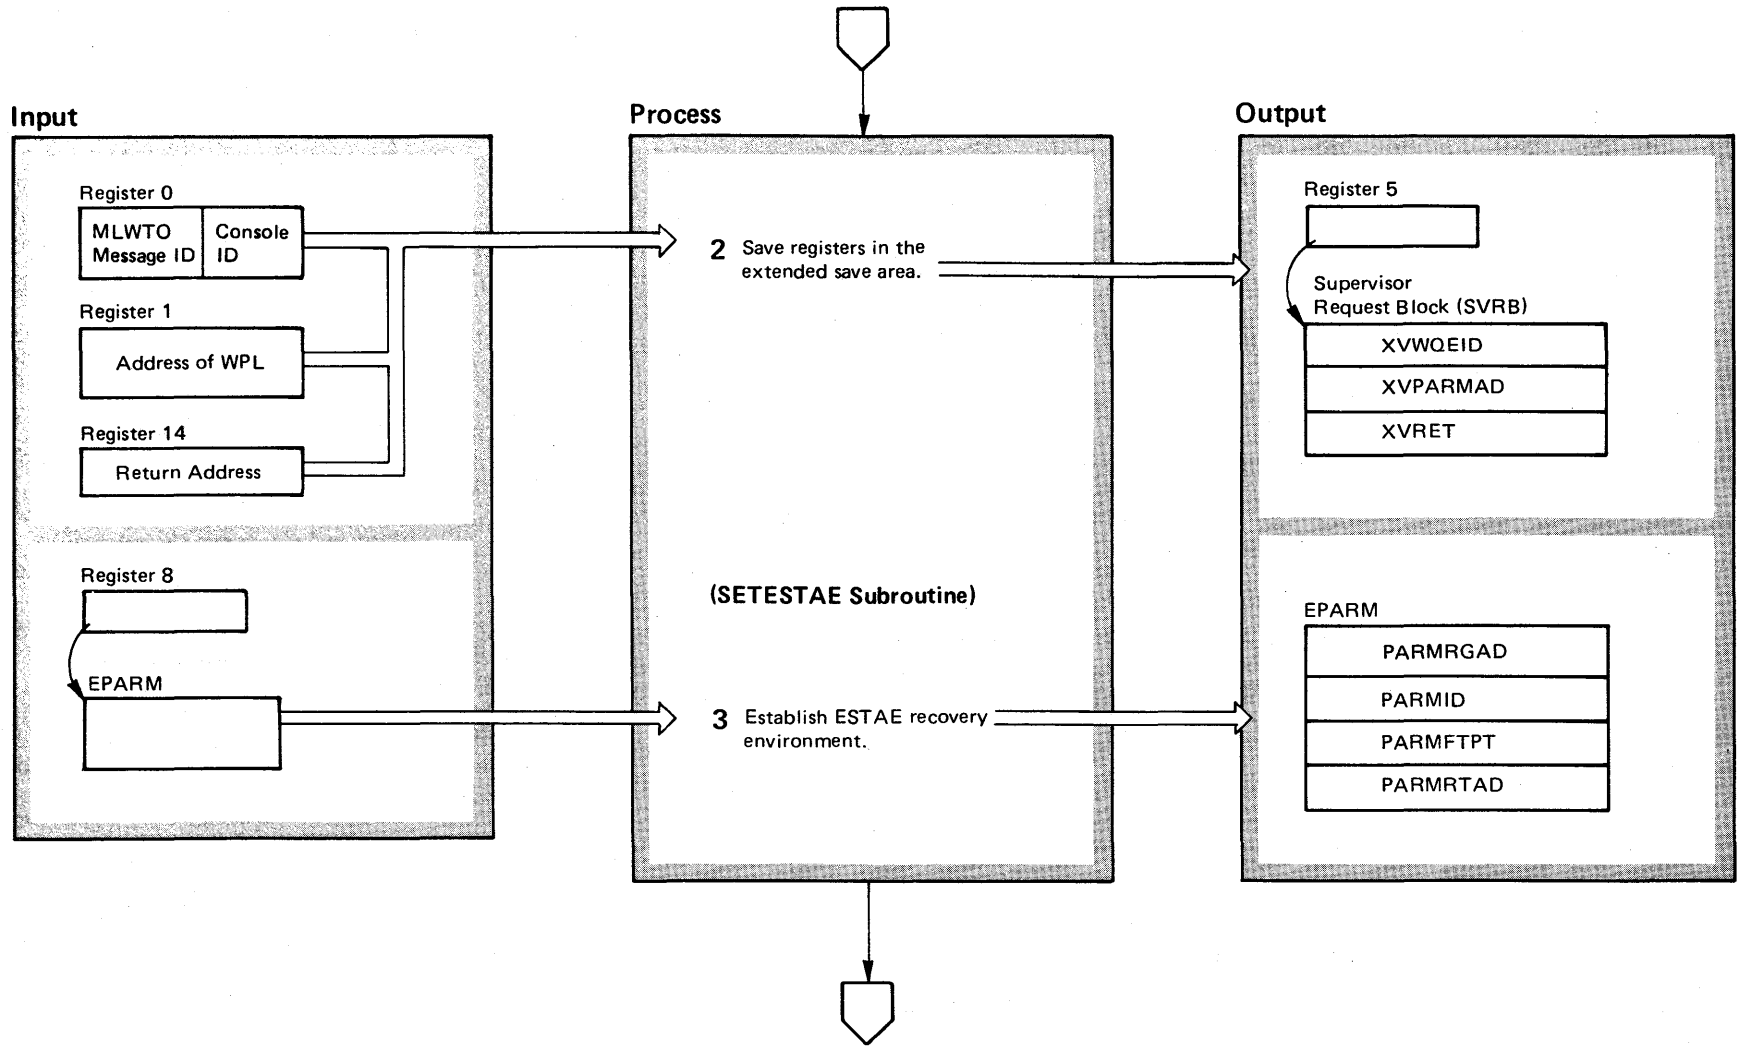 Input
Process
Output
Register 0
MLWTO
Message ID
Console
ID
Register 1
Address of WPL
Register 14
Return Address
Register 8
EPARM
2 Save registers in the
extended save area.
(SETESTAE Subroutine)
3 Establish ESTAE recovery
environment.
Register 5
Supervisor
Request Block (SVRB)
XVWQEID
XVPARMAD
XVRET
EPARM
PARMRGAD
PARMID
PARMFTPT
PARMRTAD